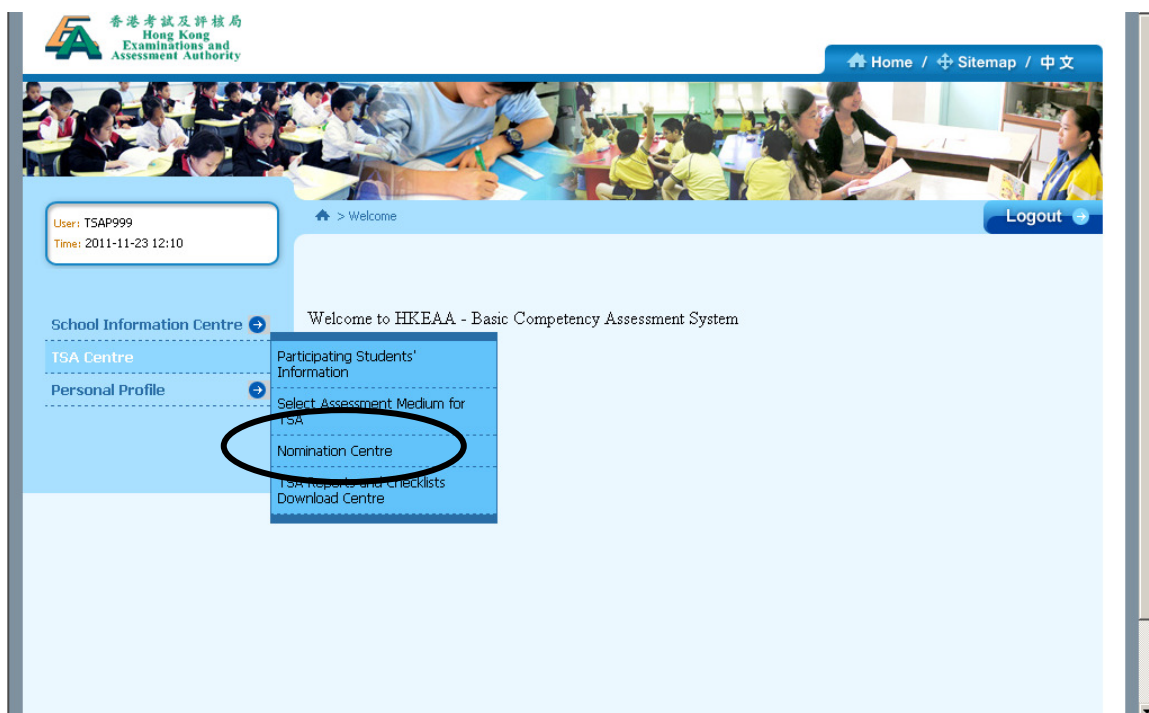 香港考試及評核局
Hong Kong
Examinations and
Assessment Authority
Home / Sitemap / 中文
User: TSAP999
Time: 2011-11-23 12:10
> Welcome
Logout
School Information Centre
TSA Centre
Personal Profile
Welcome to HKEAA - Basic Competency Assessment System
Participating Students'
Information
Select Assessment Medium for
TSA
Nomination Centre
TSA Reports and Checklists
Download Centre